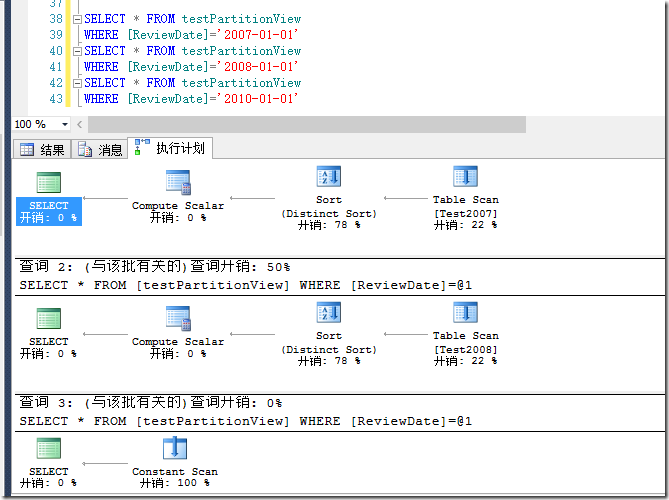 37
38 SELECT * FROM testPartitionView
39 WHERE [ReviewDate]='2007-01-01'
40 SELECT * FROM testPartitionView
41 WHERE [ReviewDate]='2008-01-01'
42 SELECT * FROM testPartitionView
43 WHERE [ReviewDate]='2010-01-01'
100 %
结果 消息 执行计划
SELECT
开销: 0 %
Compute Scalar
开销: 0 %
Sort
(Distinct Sort)
开销: 78 %
Table Scan
[Test2007]
开销: 22 %
查询 2: (与该批有关的)查询开销: 50%
SELECT * FROM [testPartitionView] WHERE [ReviewDate]=@1
SELECT
开销: 0 %
Compute Scalar
开销: 0 %
Sort
(Distinct Sort)
开销: 78 %
Table Scan
[Test2008]
开销: 22 %
查询 3: (与该批有关的)查询开销: 0%
SELECT * FROM [testPartitionView] WHERE [ReviewDate]=@1
SELECT
开销: 0 %
Constant Scan
开销: 100 %